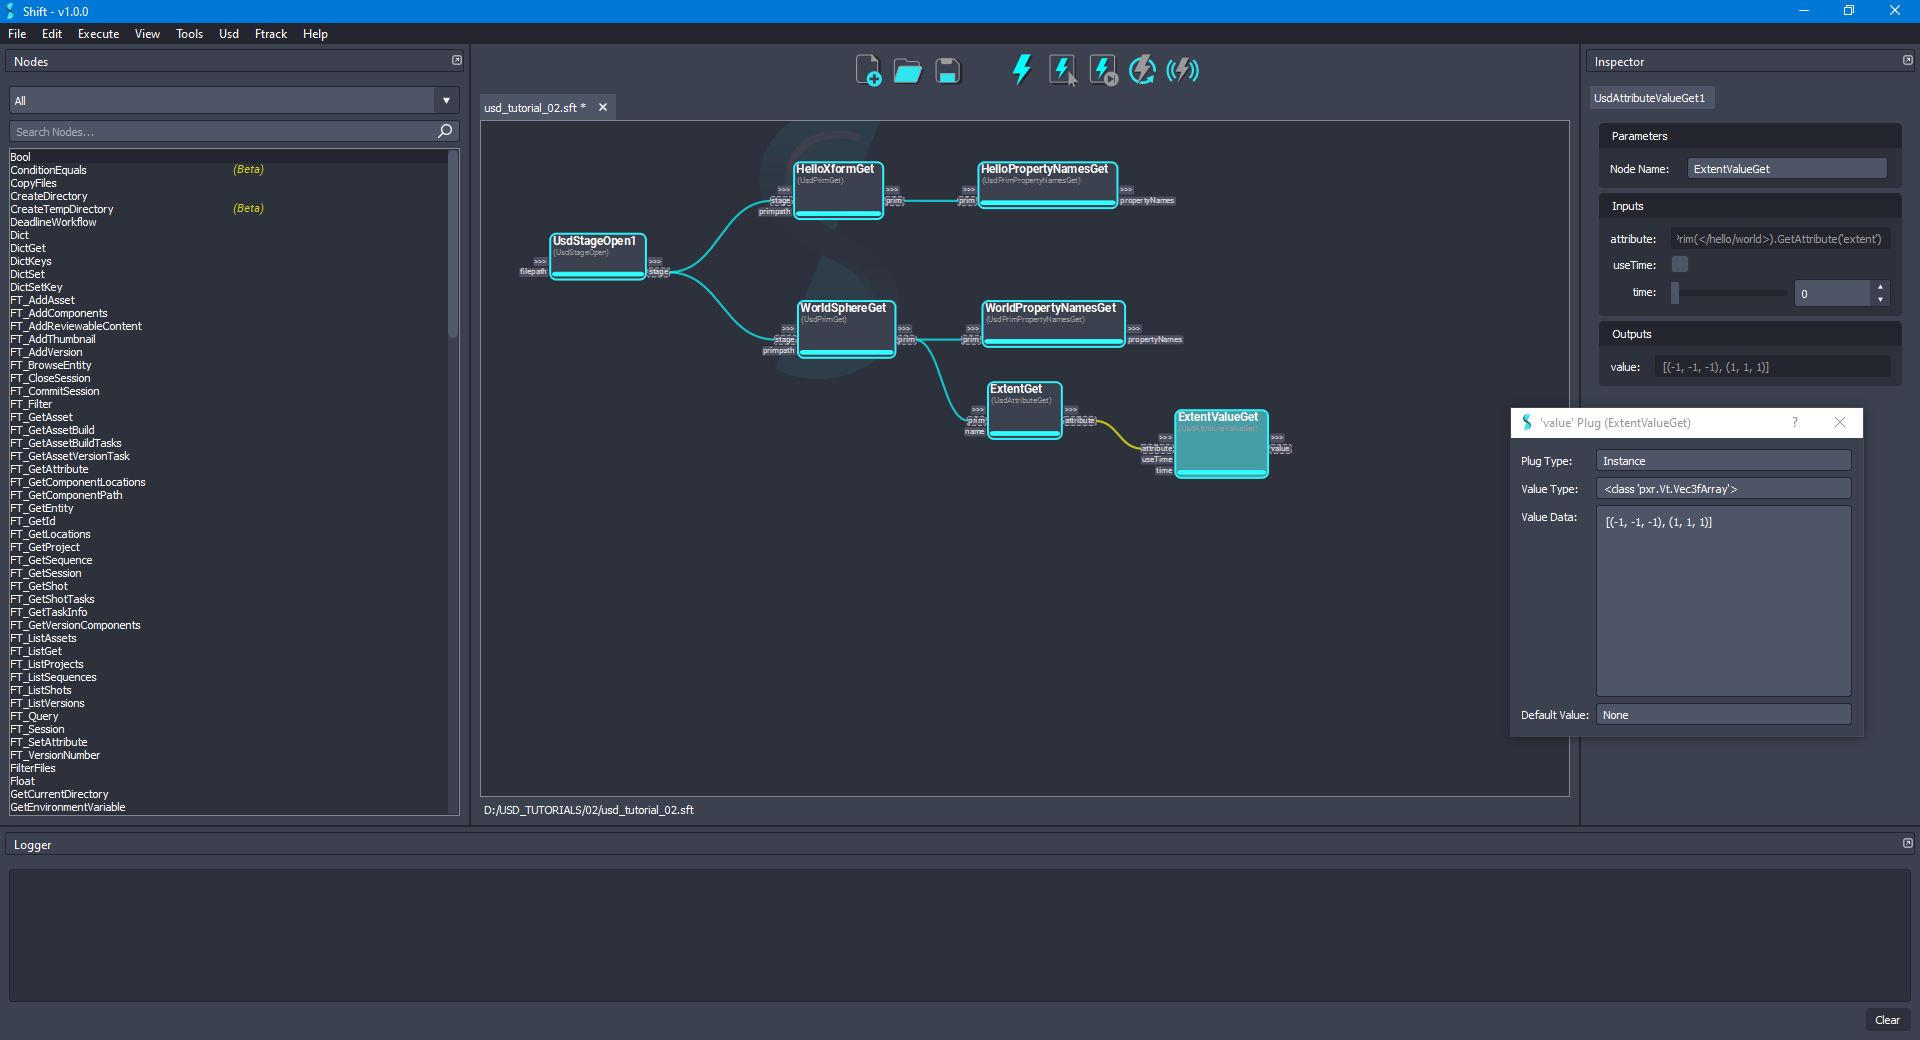 Shift - v1.0.0
File Edit Execute View Tools Usd Ftrack Help
Nodes
All
Search Nodes...
Bool
ConditionEquals (Beta)
CopyFiles
CreateDirectory
CreateTempDirectory (Beta)
DeadlineWorkflow
Dict
DictGet
DictKeys
DictSet
DictSetKey
FT_AddAsset
FT_AddComponents
FT_AddReviewableContent
FT_AddThumbnail
FT_AddVersion
FT_BrowseEntity
FT_CloseSession
FT_CommitSession
FT_Filter
FT_GetAsset
FT_GetAssetBuild
FT_GetAssetBuildTasks
FT_GetAssetVersionTask
FT_GetAttribute
FT_GetComponentLocations
FT_GetComponentPath
FT_GetEntity
FT_GetId
FT_GetLocations
FT_GetProject
FT_GetSequence
FT_GetSession
FT_GetShot
FT_GetShotTasks
FT_GetTaskInfo
FT_GetVersionComponents
FT_ListAssets
FT_ListGet
FT_ListProjects
FT_ListSequences
FT_ListShots
FT_ListVersions
FT_Query
FT_Session
FT_SetAttribute
FT_VersionNumber
FilterFiles
Float
GetCurrentDirectory
GetEnvironmentVariable
usd_tutorial_02.sft *
UsdStageOpen1
(UsdStageOpen)
>>> >>>
filepath stage
HelloXformGet
(UsdPrimGet)
>>> >>>
stage prim
primpath
HelloPropertyNamesGet
(UsdPrimPropertyNamesGet)
>>> >>>
prim propertyNames
WorldSphereGet
(UsdPrimGet)
>>> >>>
stage prim
primpath
WorldPropertyNamesGet
(UsdPrimPropertyNamesGet)
>>> >>>
prim propertyNames
ExtentGet
(UsdAttributeGet)
>>> >>>
prim attribute
name
ExtentValueGet
(UsdAttributeValueGet)
>>> >>>
attribute value
useTime
time
D:/USD_TUTORIALS/02/usd_tutorial_02.sft
Inspector
UsdAttributeValueGet1
Parameters
Node Name: ExtentValueGet
Inputs
attribute: Prim(</hello/world>).GetAttribute('extent')
useTime:
time: 0
Outputs
value: [(-1, -1, -1), (1, 1, 1)]
'value' Plug (ExtentValueGet) ?
Plug Type: Instance
Value Type: <class 'pxr.Vt.Vec3fArray'>
Value Data: [(-1, -1, -1), (1, 1, 1)]
Default Value: None
Logger
Clear